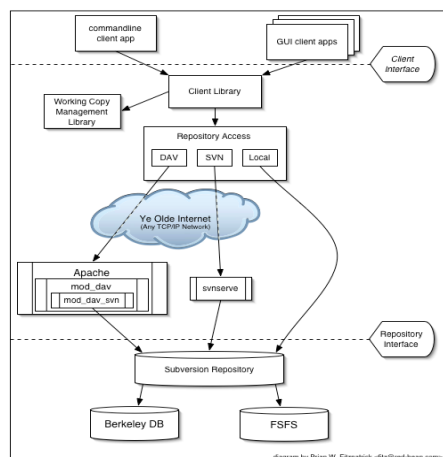 commandline
client app
GUI client apps
Client
Interface
Client Library
Working Copy
Management
Library
Repository Access
DAV
SVN
Local
Ye Olde Internet
(Any TCP/IP Network)
Apache
mod_dav
mod_dav_svn
svnserve
Repository
Interface
Subversion Repository
Berkeley DB
FSFS
diagram by Brian W. Fitzpatrick